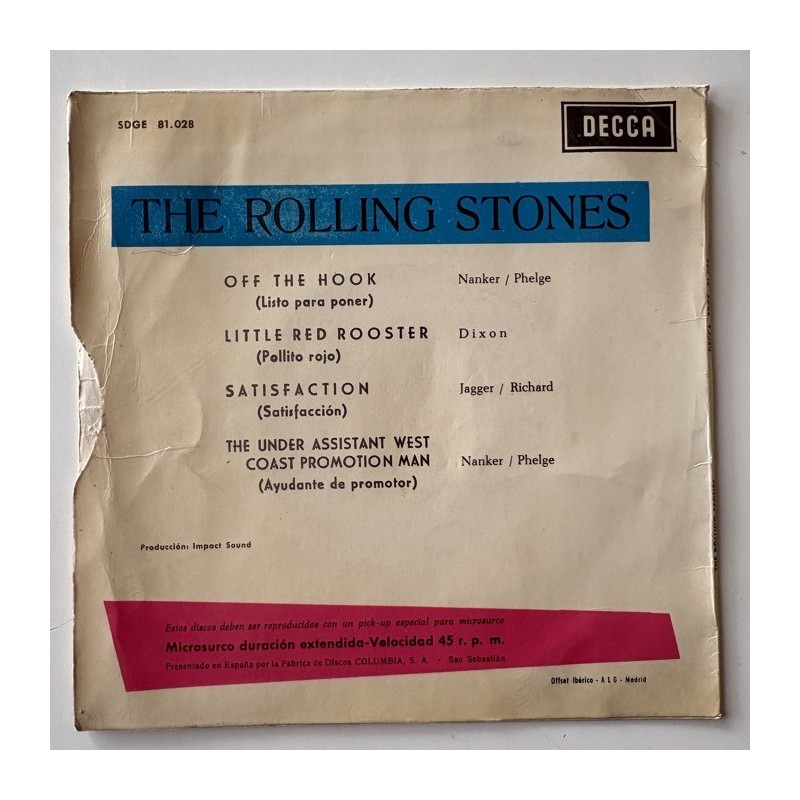 SDGE 81.028
DECCA
THE ROLLING STONES
OFF THE HOOK Nanker / Phelge
(Listo para poner)
LITTLE RED ROOSTER Dixon
(Pollito rojo)
SATISFACTION Jagger / Richard
(Satisfacción)
THE UNDER ASSISTANT WEST
COAST PROMOTION MAN Nanker / Phelge
(Ayudante de promotor)
Producción: Impact Sound
Estos discos deben ser reproducidos con un pick-up especial para microsurco
Microsurco duración extendida-Velocidad 45 r. p. m.
Presentado en España por la Fábrica de Discos COLUMBIA, S. A. - San Sebastián
Offset Ibérico - A L G - Madrid